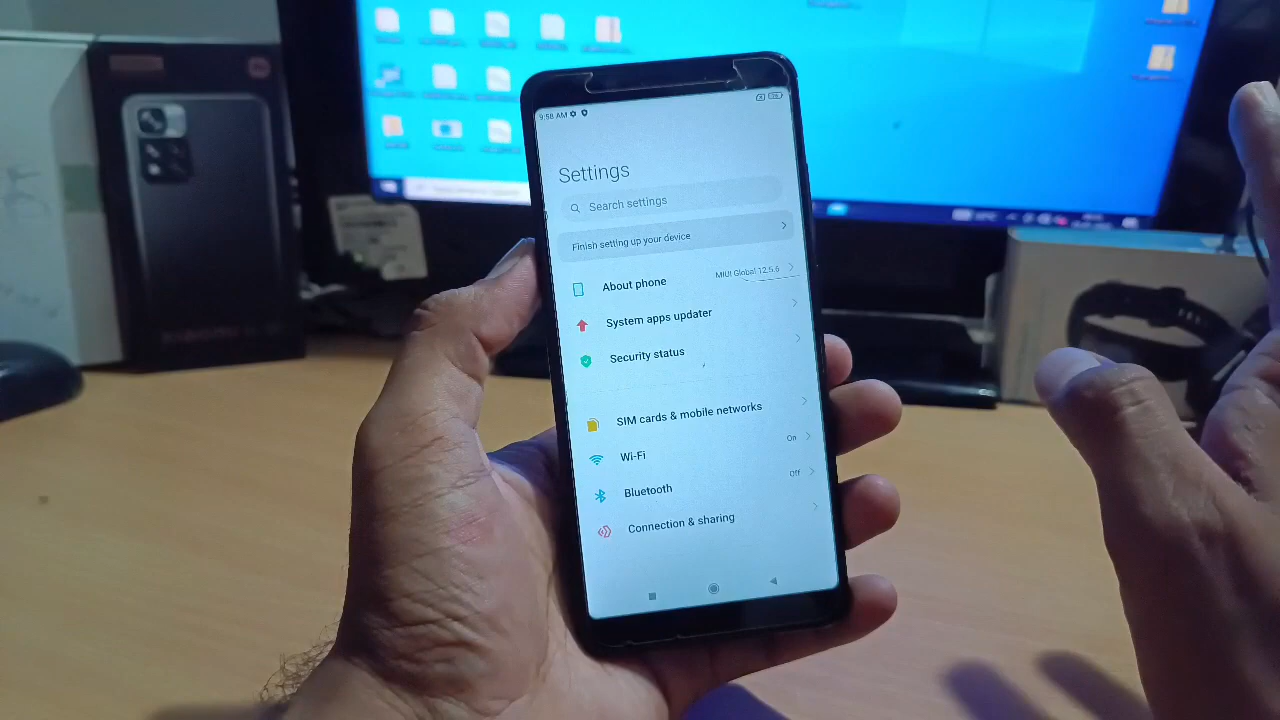 9:58 AM
Settings
Search settings
Finish setting up your device
About phone MIUI Global 12.5.6
System apps updater
Security status
SIM cards & mobile networks
Wi-Fi On
Bluetooth Off
Connection & sharing